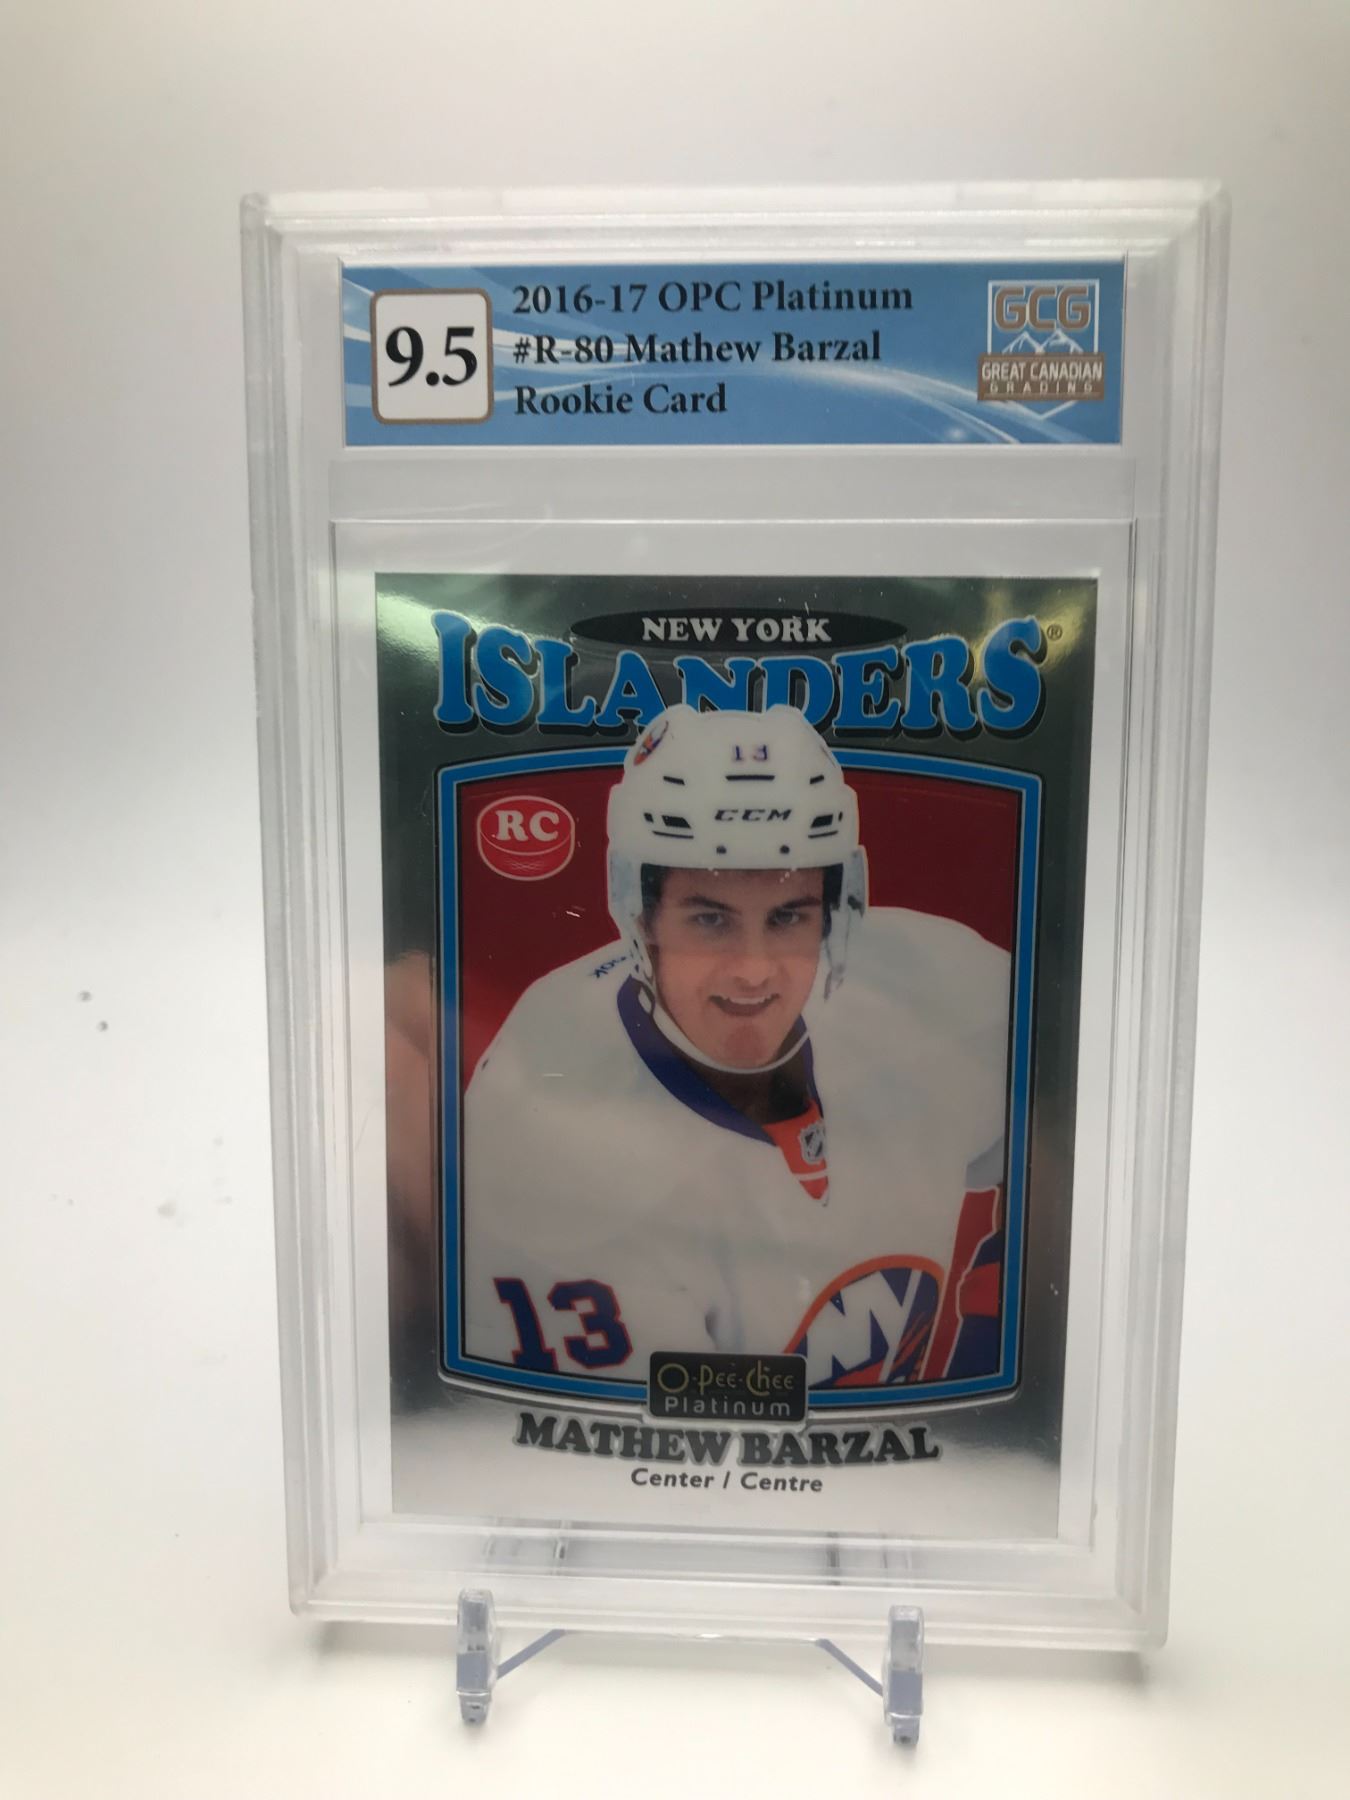 2016-17 OPC Platinum
9.5
#R-80 Mathew Barzal
Rookie Card
GCG
GREAT CANADIAN
GRADING
NEW YORK
ISLANDERS®
13
CCM
RC
13
NY
O-Pee-Chee
Platinum
MATHEW BARZAL
Center / Centre